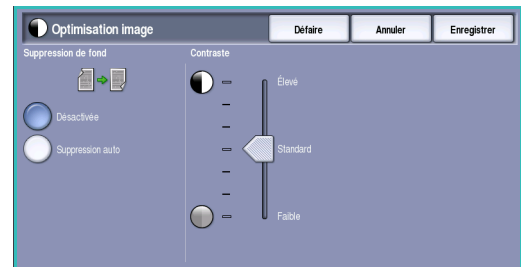 Optimisation image
Défaire
Annuler
Enregistrer
Suppression de fond
Contraste
Désactivée
Suppression auto
Élevé
Standard
Faible